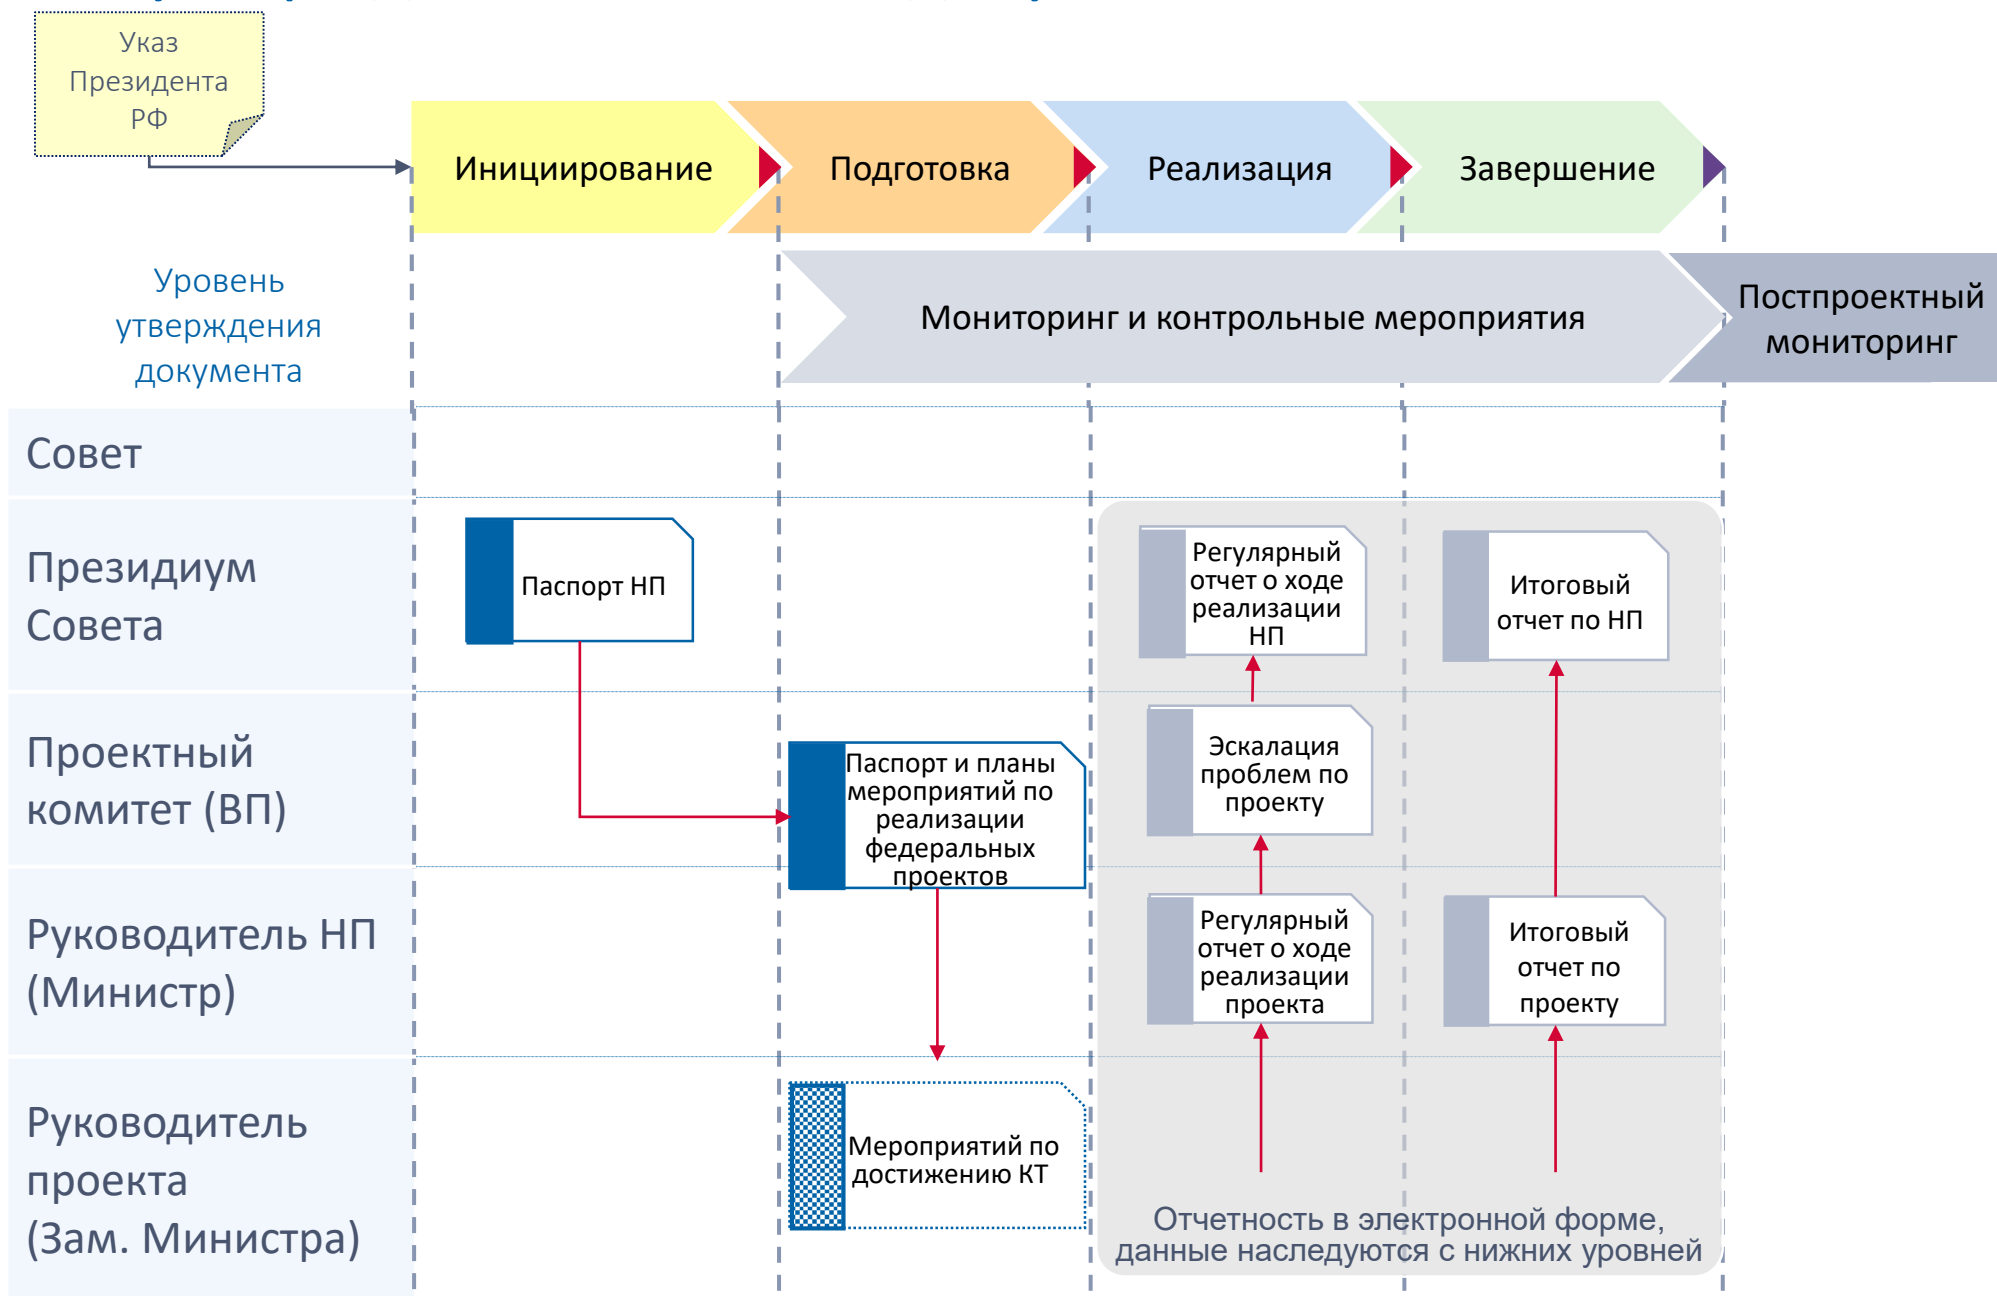 Указ
Президента
РФ
Инициирование
Подготовка
Реализация
Завершение
Уровень
утверждения
документа
Мониторинг и контрольные мероприятия
Постпроектный
мониторинг
Совет
Президиум
Совета
Паспорт НП
Регулярный
отчет о ходе
реализации
НП
Итоговый
отчет по НП
Проектный
комитет (ВП)
Паспорт и планы
мероприятий по
реализации
федеральных
проектов
Эскалация
проблем по
проекту
Руководитель НП
(Министр)
Регулярный
отчет о ходе
реализации
проекта
Итоговый
отчет по
проекту
Руководитель
проекта
(Зам. Министра)
Мероприятий по
достижению КТ
Отчетность в электронной форме,
данные наследуются с нижних уровней